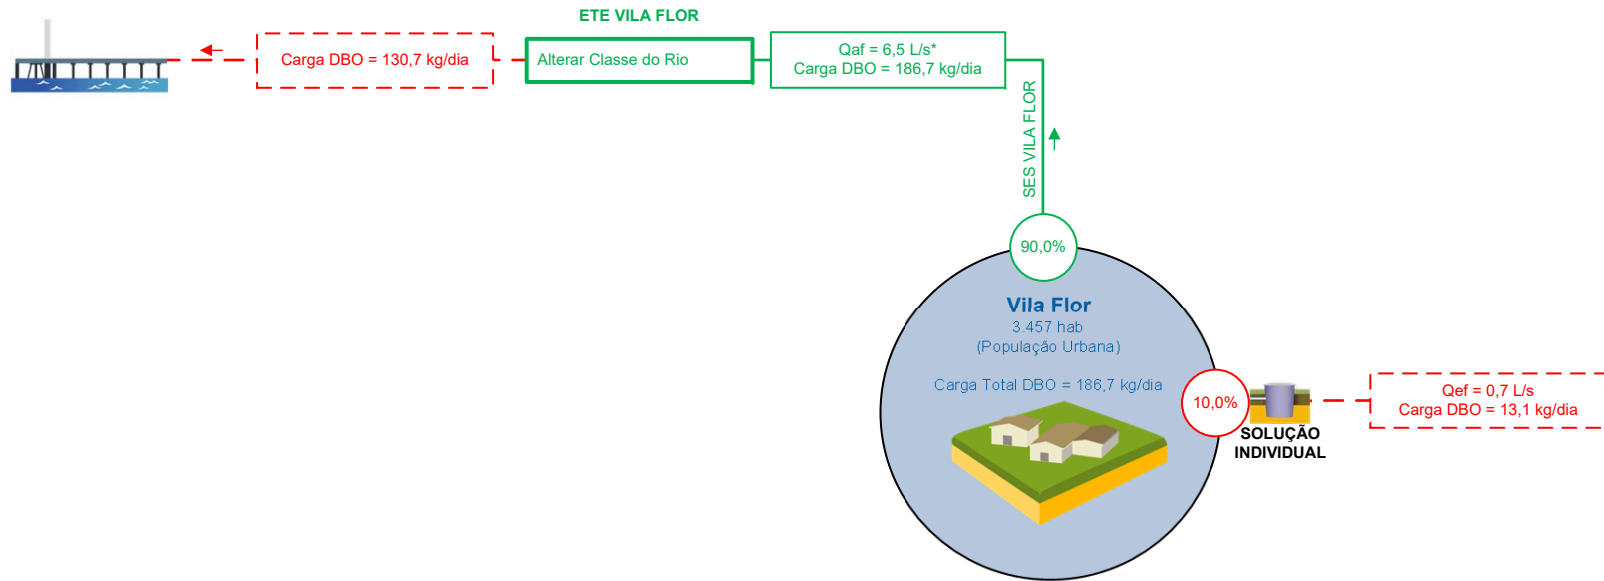 ETE VILA FLOR
Carga DBO = 130,7 kg/dia
Alterar Classe do Rio
Qaf = 6,5 L/s*
Carga DBO = 186,7 kg/dia
SES VILA FLOR
90,0%
Vila Flor
3.457 hab
(População Urbana)
Carga Total DBO = 186,7 kg/dia
10,0%
SOLUÇÃO
INDIVIDUAL
Qef = 0,7 L/s
Carga DBO = 13,1 kg/dia